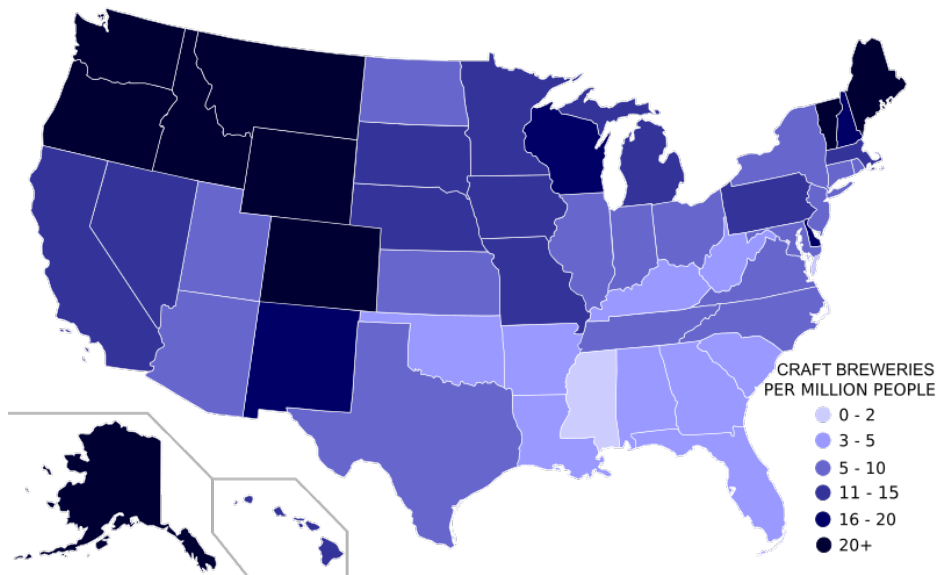 CRAFT BREWERIES
PER MILLION PEOPLE
0 - 2
3 - 5
5 - 10
11 - 15
16 - 20
20+